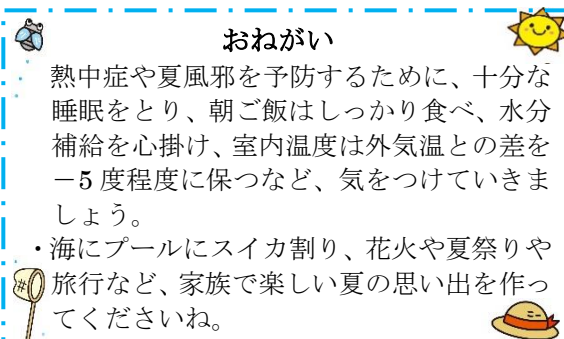 おねがい
熱中症や夏風邪を予防するために、十分な
睡眠をとり、朝ご飯はしっかり食べ、水分
補給を心掛け、室内温度は外気温との差を
－5 度程度に保つなど、気をつけていきま
しょう。
・海にプールにスイカ割り、花火や夏祭りや
旅行など、家族で楽しい夏の思い出を作っ
てくださいね。